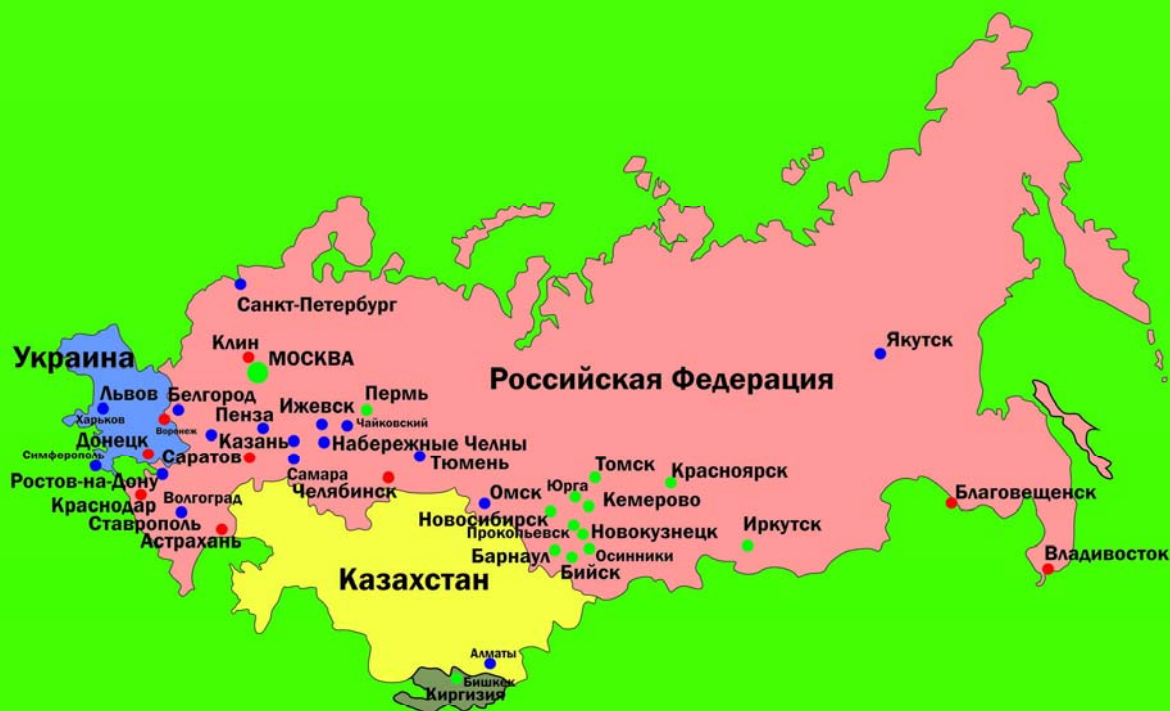 Санкт-Петербург
Клин
МОСКВА
Якутск
Украина
Российская Федерация
Львов
Белгород
Пермь
Пенза
Ижевск
Харьков
Воронеж
Чайковский
Донецк
Казань
Набережные Челны
Симферополь
Саратов
Тюмень
Самара
Томск
Красноярск
Ростов-на-Дону
Челябинск
Юрга
Омск
Кемерово
Благовещенск
Волгоград
Краснодар
Новосибирск
Ставрополь
Прокопьевск
Новокузнецк
Иркутск
Астрахань
Барнаул
Осинники
Владивосток
Бийск
Казахстан
Алматы
Бишкек
Киргизия